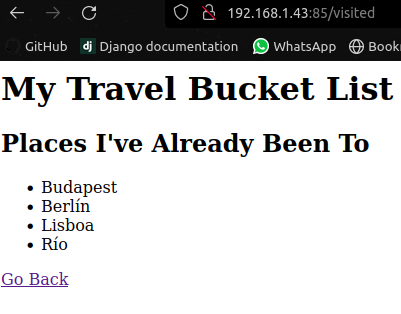 192.168.1.43:85/visited
GitHub dj Django documentation WhatsApp Book
My Travel Bucket List
Places I've Already Been To
• Budapest
• Berlín
• Lisboa
• Río
Go Back